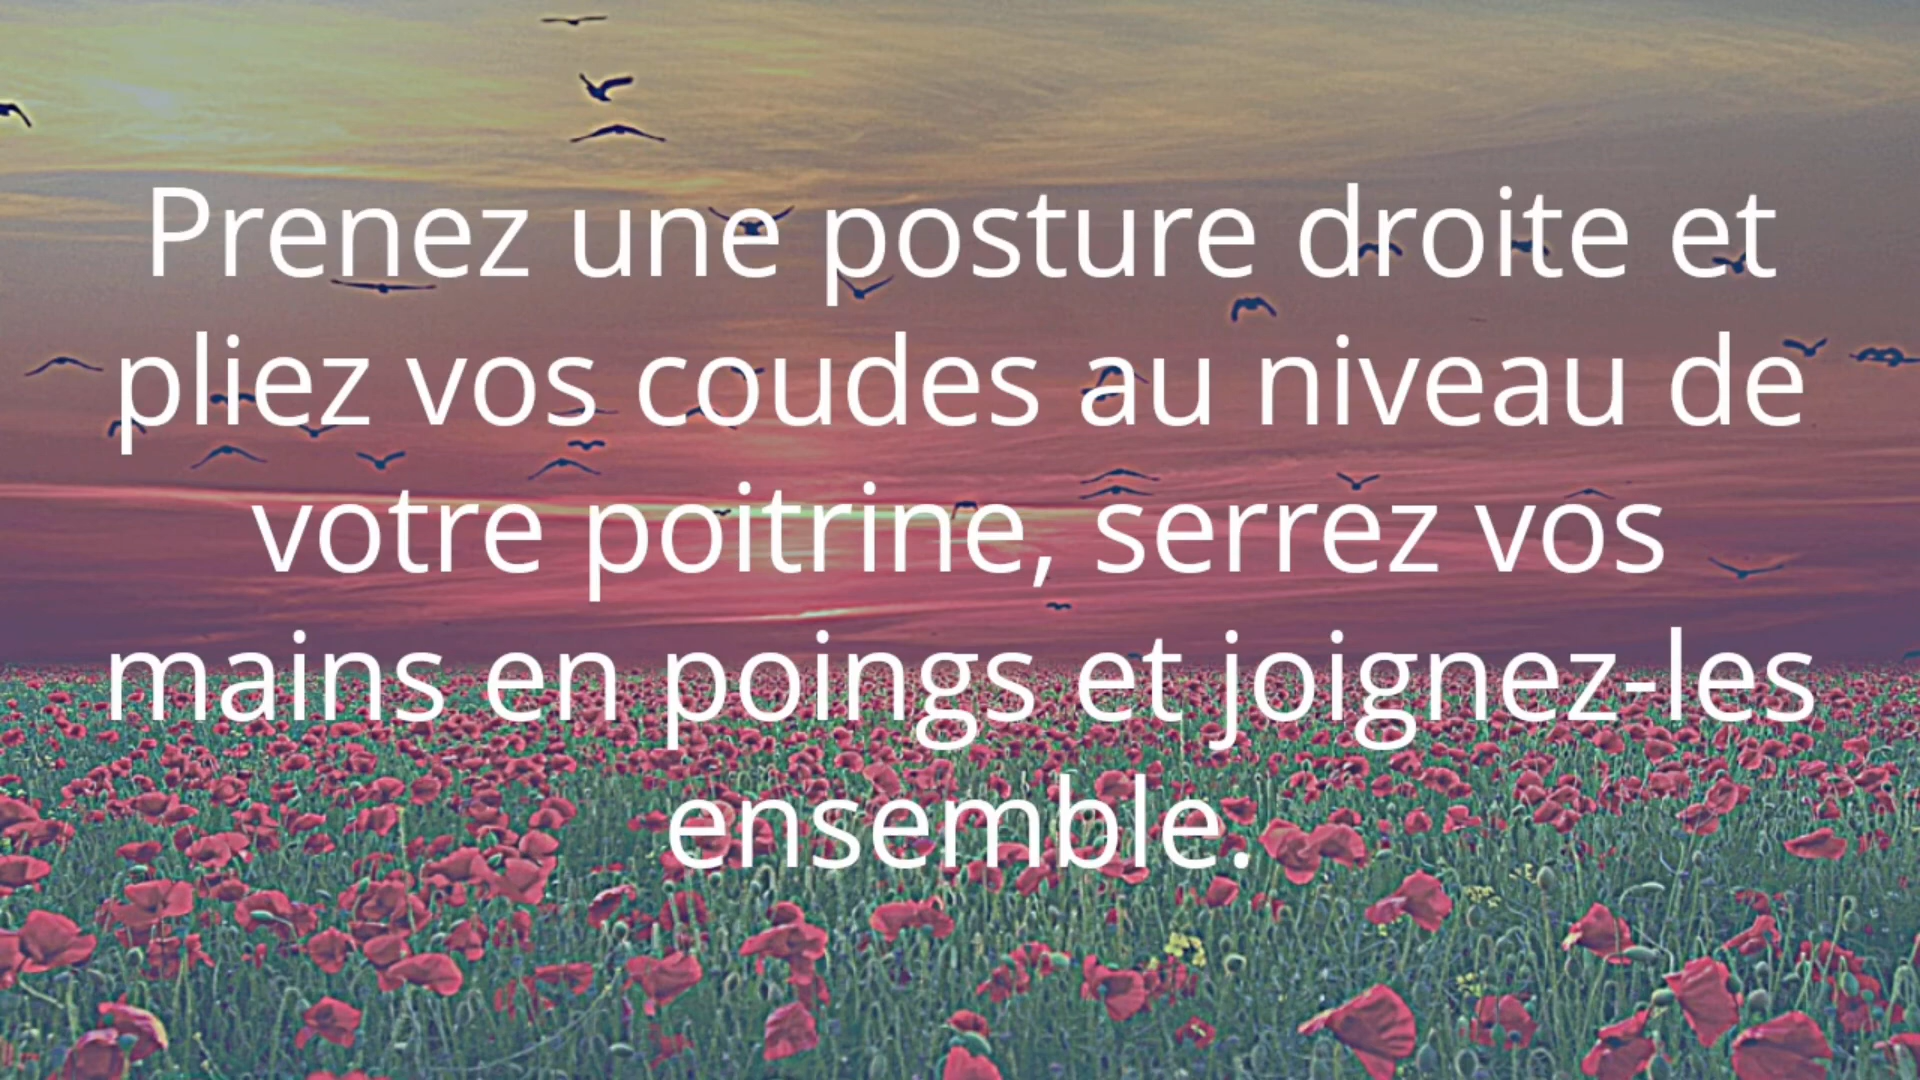 Prenez une posture droite et
pliez vos coudes au niveau de
votre poitrine, serrez vos
mains en poings et joignez-les
ensemble.